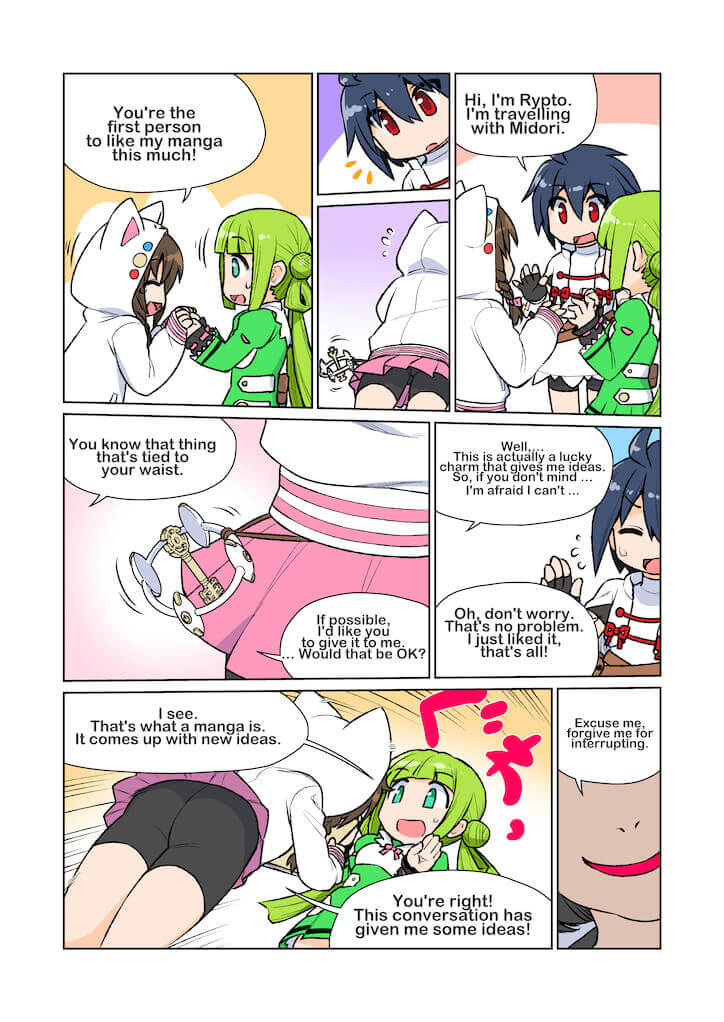 You're the
first person
to like my manga
this much!
Hi, I'm Rypto.
I'm travelling
with Midori.
You know that thing
that's tied to
your waist.
If possible,
I'd like you
to give it to me.
... Would that be OK?
Well,...
This is actually a lucky
charm that gives me ideas.
So, if you don't mind ...
I'm afraid I can't ...
Oh, don't worry.
That's no problem.
I just liked it,
that's all!
I see.
That's what a manga is.
It comes up with new ideas.
ぐさっ
You're right!
This conversation has
given me some ideas!
Excuse me,
forgive me for
interrupting.